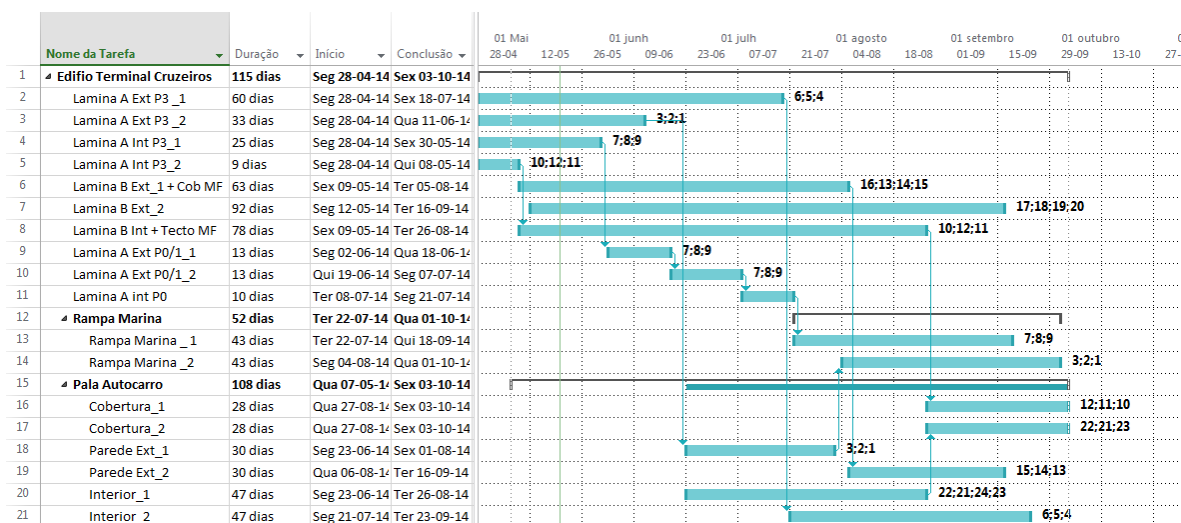 01 Mai 01 junh 01 julh 01 agosto 01 setembro 01 outubro
Nome da Tarefa Duração Início Conclusão 28-04 12-05 26-05 09-06 23-06 07-07 21-07 04-08 18-08 01-09 15-09 29-09 13-10 27-
1 Edifio Terminal Cruzeiros 115 dias Seg 28-04-14 Sex 03-10-14
2 Lamina A Ext P3 _1 60 dias Seg 28-04-14 Sex 18-07-14 6;5;4
3 Lamina A Ext P3 _2 33 dias Seg 28-04-14 Qua 11-06-14 3;2;1
4 Lamina A Int P3_1 25 dias Seg 28-04-14 Sex 30-05-14 7;8;9
5 Lamina A Int P3_2 9 dias Seg 28-04-14 Qui 08-05-14 10;12;11
6 Lamina B Ext_1 + Cob MF 63 dias Sex 09-05-14 Ter 05-08-14 16;13;14;15
7 Lamina B Ext_2 92 dias Seg 12-05-14 Ter 16-09-14 17;18;19;20
8 Lamina B Int + Tecto MF 78 dias Sex 09-05-14 Ter 26-08-14 10;12;11
9 Lamina A Ext P0/1_1 13 dias Seg 02-06-14 Qua 18-06-14 7;8;9
10 Lamina A Ext P0/1_2 13 dias Qui 19-06-14 Seg 07-07-14 7;8;9
11 Lamina A int P0 10 dias Ter 08-07-14 Seg 21-07-14
12 Rampa Marina 52 dias Ter 22-07-14 Qua 01-10-14
13 Rampa Marina _ 1 43 dias Ter 22-07-14 Qui 18-09-14 7;8;9
14 Rampa Marina _2 43 dias Seg 04-08-14 Qua 01-10-14 3;2;1
15 Pala Autocarro 108 dias Qua 07-05-14 Sex 03-10-14
16 Cobertura_1 28 dias Qua 27-08-14 Sex 03-10-14 12;11;10
17 Cobertura_2 28 dias Qua 27-08-14 Sex 03-10-14 22;21;23
18 Parede Ext_1 30 dias Seg 23-06-14 Sex 01-08-14 3;2;1
19 Parede Ext_2 30 dias Qua 06-08-14 Ter 16-09-14 15;14;13
20 Interior_1 47 dias Seg 23-06-14 Ter 26-08-14 22;21;24;23
21 Interior_2 47 dias Seg 21-07-14 Ter 23-09-14 6;5;4